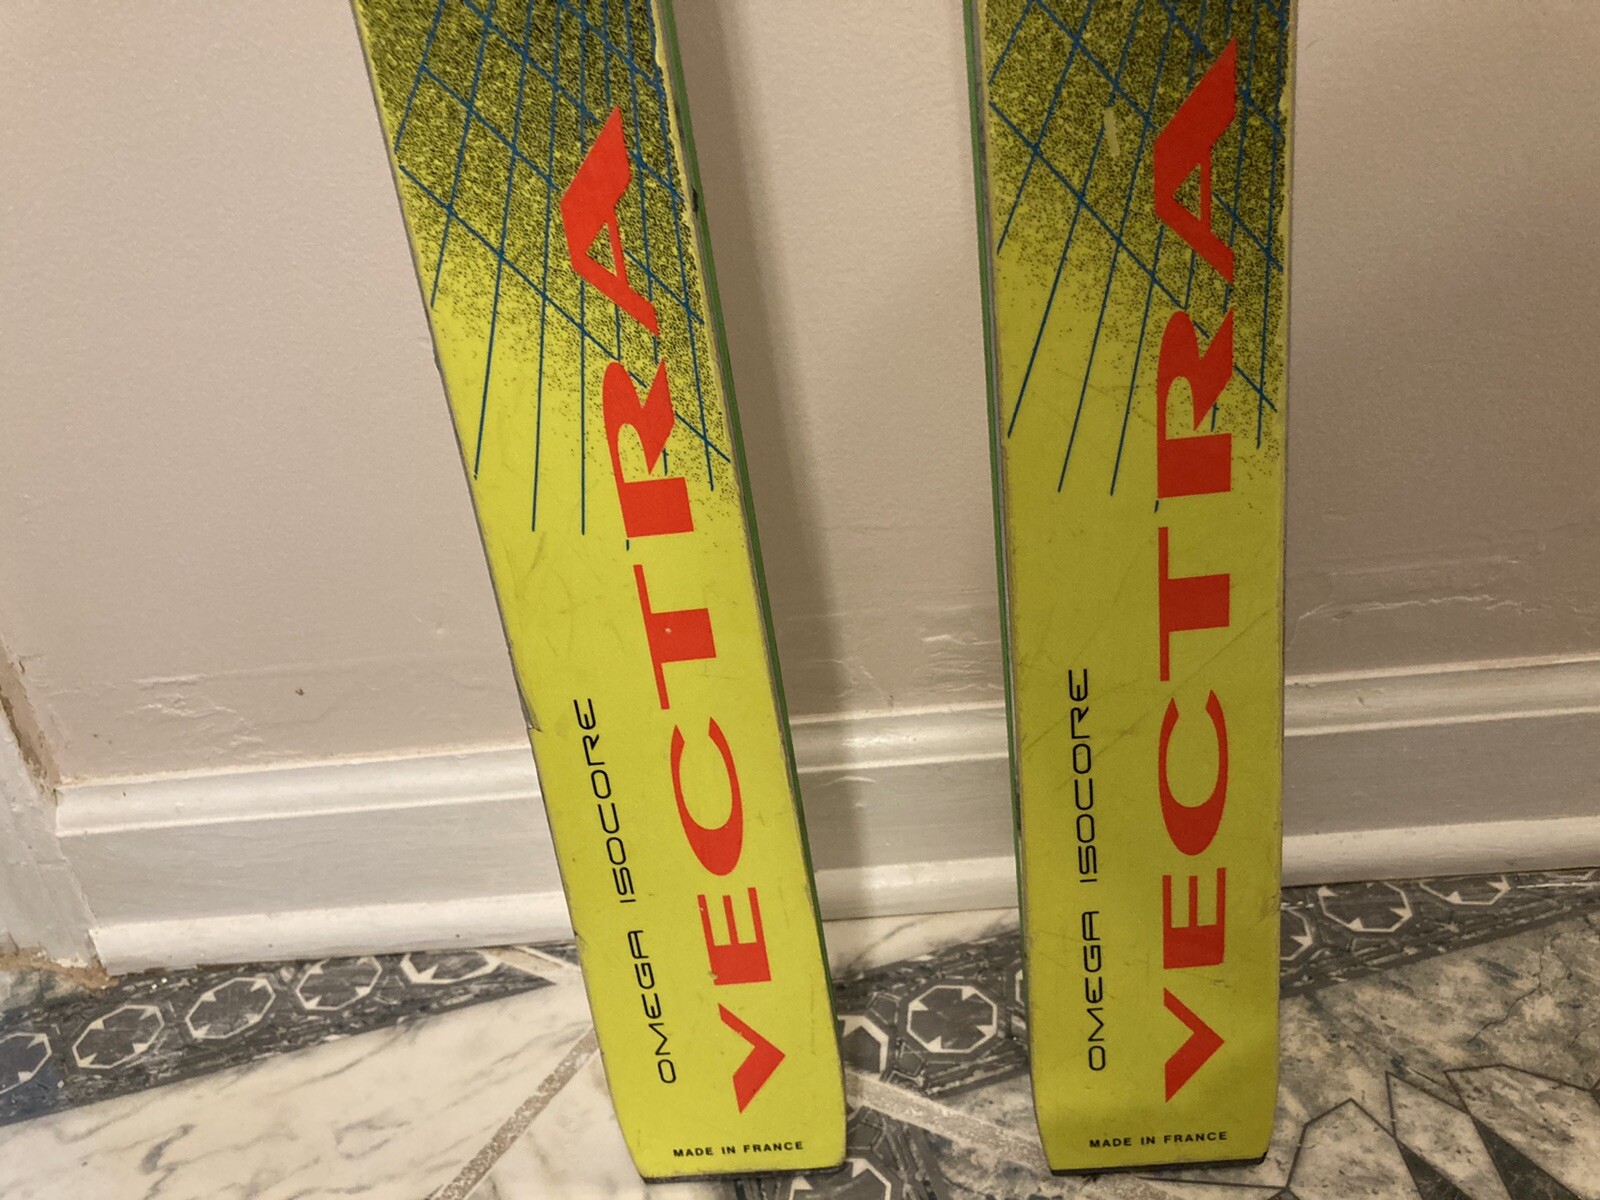 VECTRA
OMEGA ISOCORE
MADE IN FRANCE
VECTRA
OMEGA ISOCORE
MADE IN FRANCE